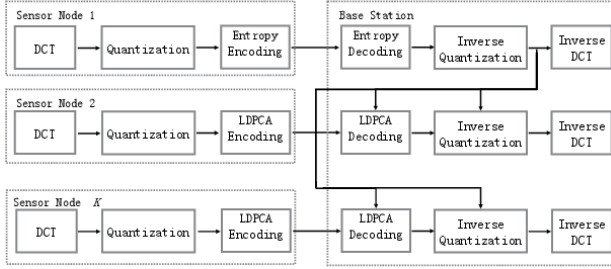 Sensor Node 1
Base Station
DCT
Quantization
Entropy
Encoding
Entropy
Decoding
Inverse
Quantization
Inverse
DCT
Sensor Node 2
DCT
Quantization
LDPCA
Encoding
LDPCA
Decoding
Inverse
Quantization
Inverse
DCT
Sensor Node K
DCT
Quantization
LDPCA
Encoding
LDPCA
Decoding
Inverse
Quantization
Inverse
DCT